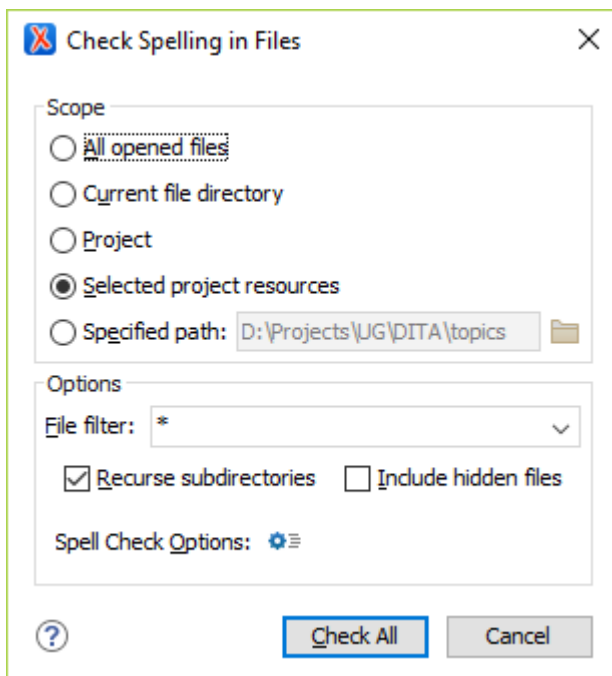 Check Spelling in Files
Scope
All opened files
Current file directory
Project
Selected project resources
Specified path: D:\Projects\UG\DITA\topics
Options
File filter: *
Recurse subdirectories Include hidden files
Spell Check Options:
? Check All Cancel